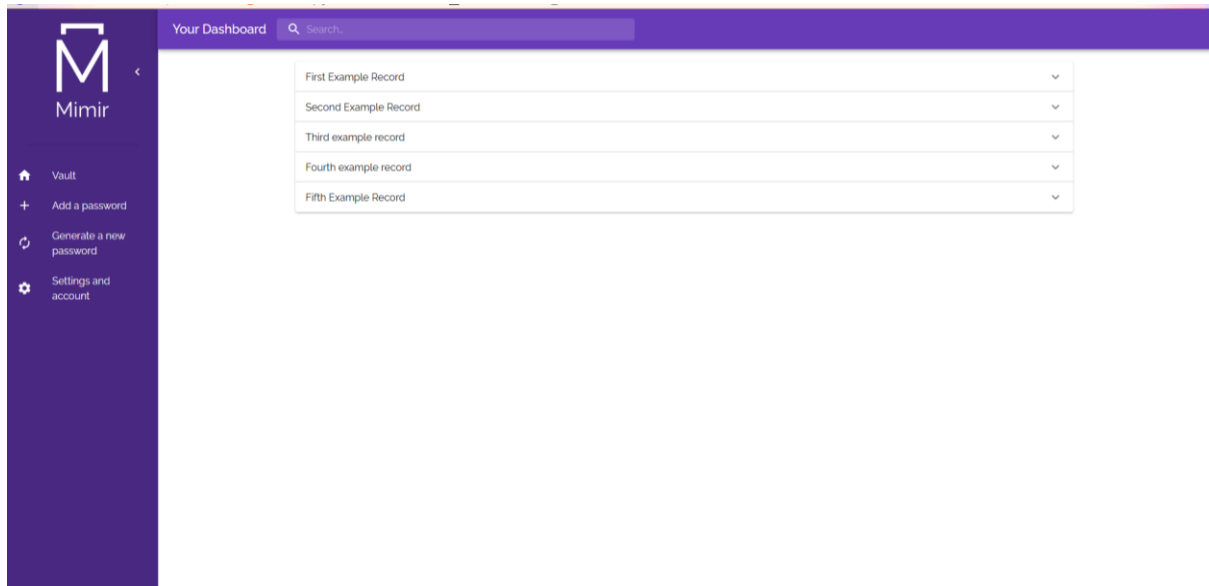 Mimir
Vault
Add a password
Generate a new
password
Settings and
account
Your Dashboard
Search..
First Example Record
Second Example Record
Third example record
Fourth example record
Fifth Example Record